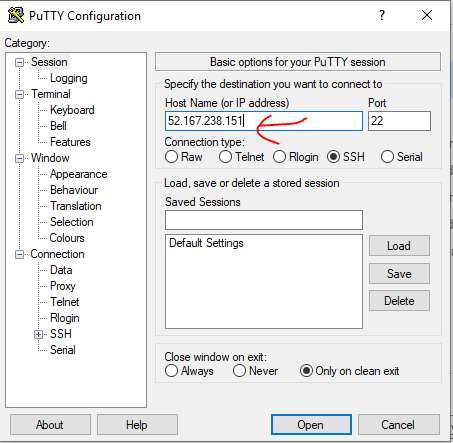 PuTTY Configuration
Category:
Session
Logging
Terminal
Keyboard
Bell
Features
Window
Appearance
Behaviour
Translation
Selection
Colours
Connection
Data
Proxy
Telnet
Rlogin
SSH
Serial
Basic options for your PuTTY session
Specify the destination you want to connect to
Host Name (or IP address) Port
52.167.238.151 22
Connection type:
Raw Telnet Rlogin SSH Serial
Load, save or delete a stored session
Saved Sessions
Default Settings
Load
Save
Delete
Close window on exit:
Always Never Only on clean exit
About Help Open Cancel